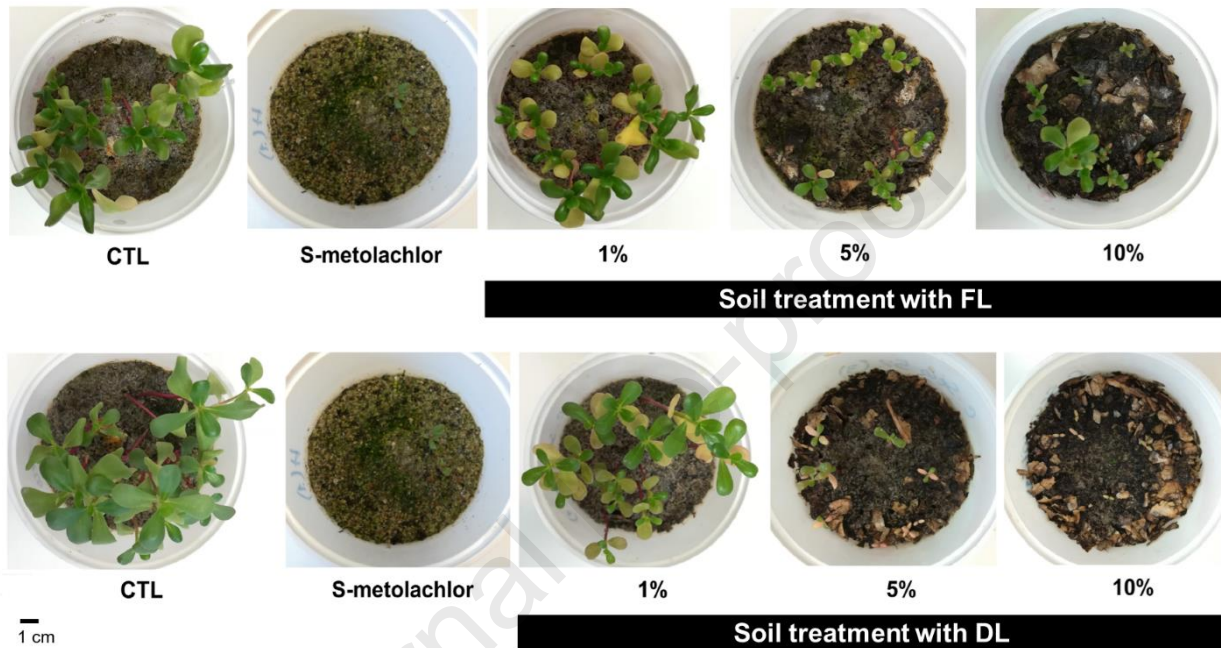 CTL S-metolachlor 1% 5% 10%
Soil treatment with FL
CTL S-metolachlor 1% 5% 10%
1 cm
Soil treatment with DL